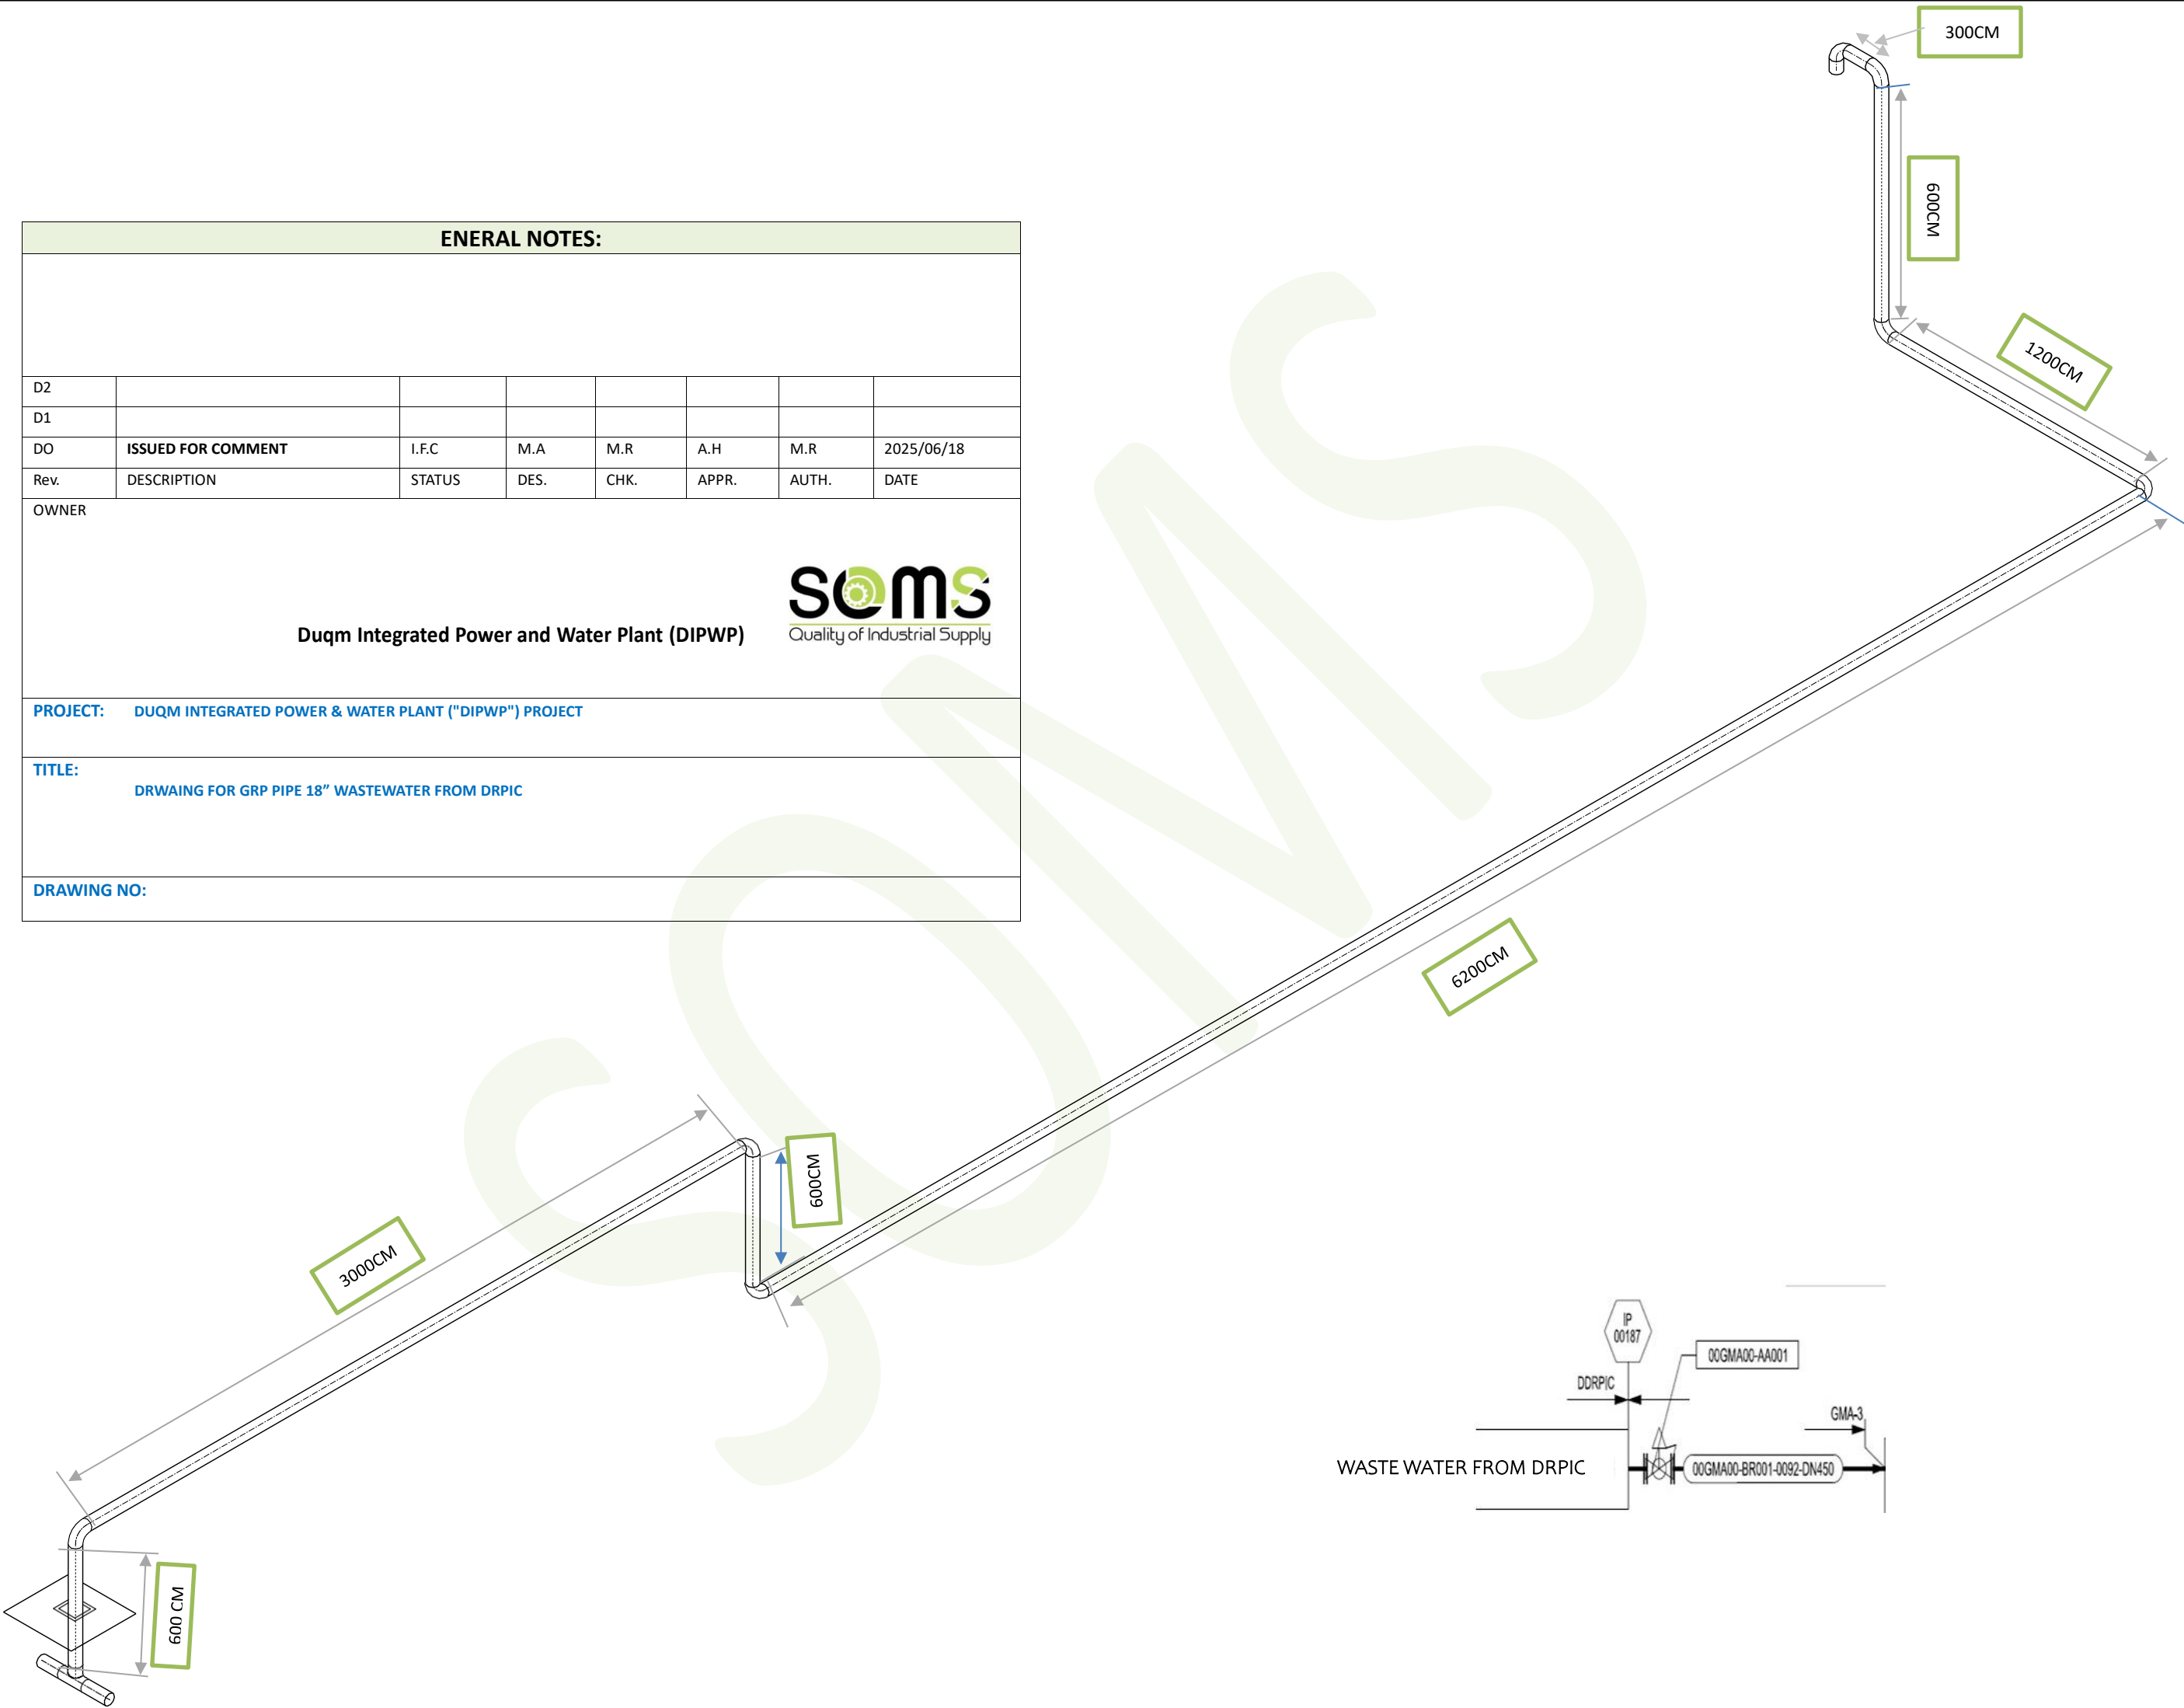 300CM
600CM
1200CM
ENERAL NOTES:
D2
D1
DO ISSUED FOR COMMENT I.F.C M.A M.R A.H M.R 2025/06/18
Rev. DESCRIPTION STATUS DES. CHK. APPR. AUTH. DATE
OWNER
soms
Quality of Industrial Supply
Duqm Integrated Power and Water Plant (DIPWP)
PROJECT: DUQM INTEGRATED POWER & WATER PLANT ("DIPWP") PROJECT
TITLE:
DRWAING FOR GRP PIPE 18” WASTEWATER FROM DRPIC
DRAWING NO:
SOMS
6200CM
600CM
3000CM
600 CM
IP
00187
00GMA00-AA001
DDRPIC
GMA-3
WASTE WATER FROM DRPIC
00GMA00-BR001-0092-DN450